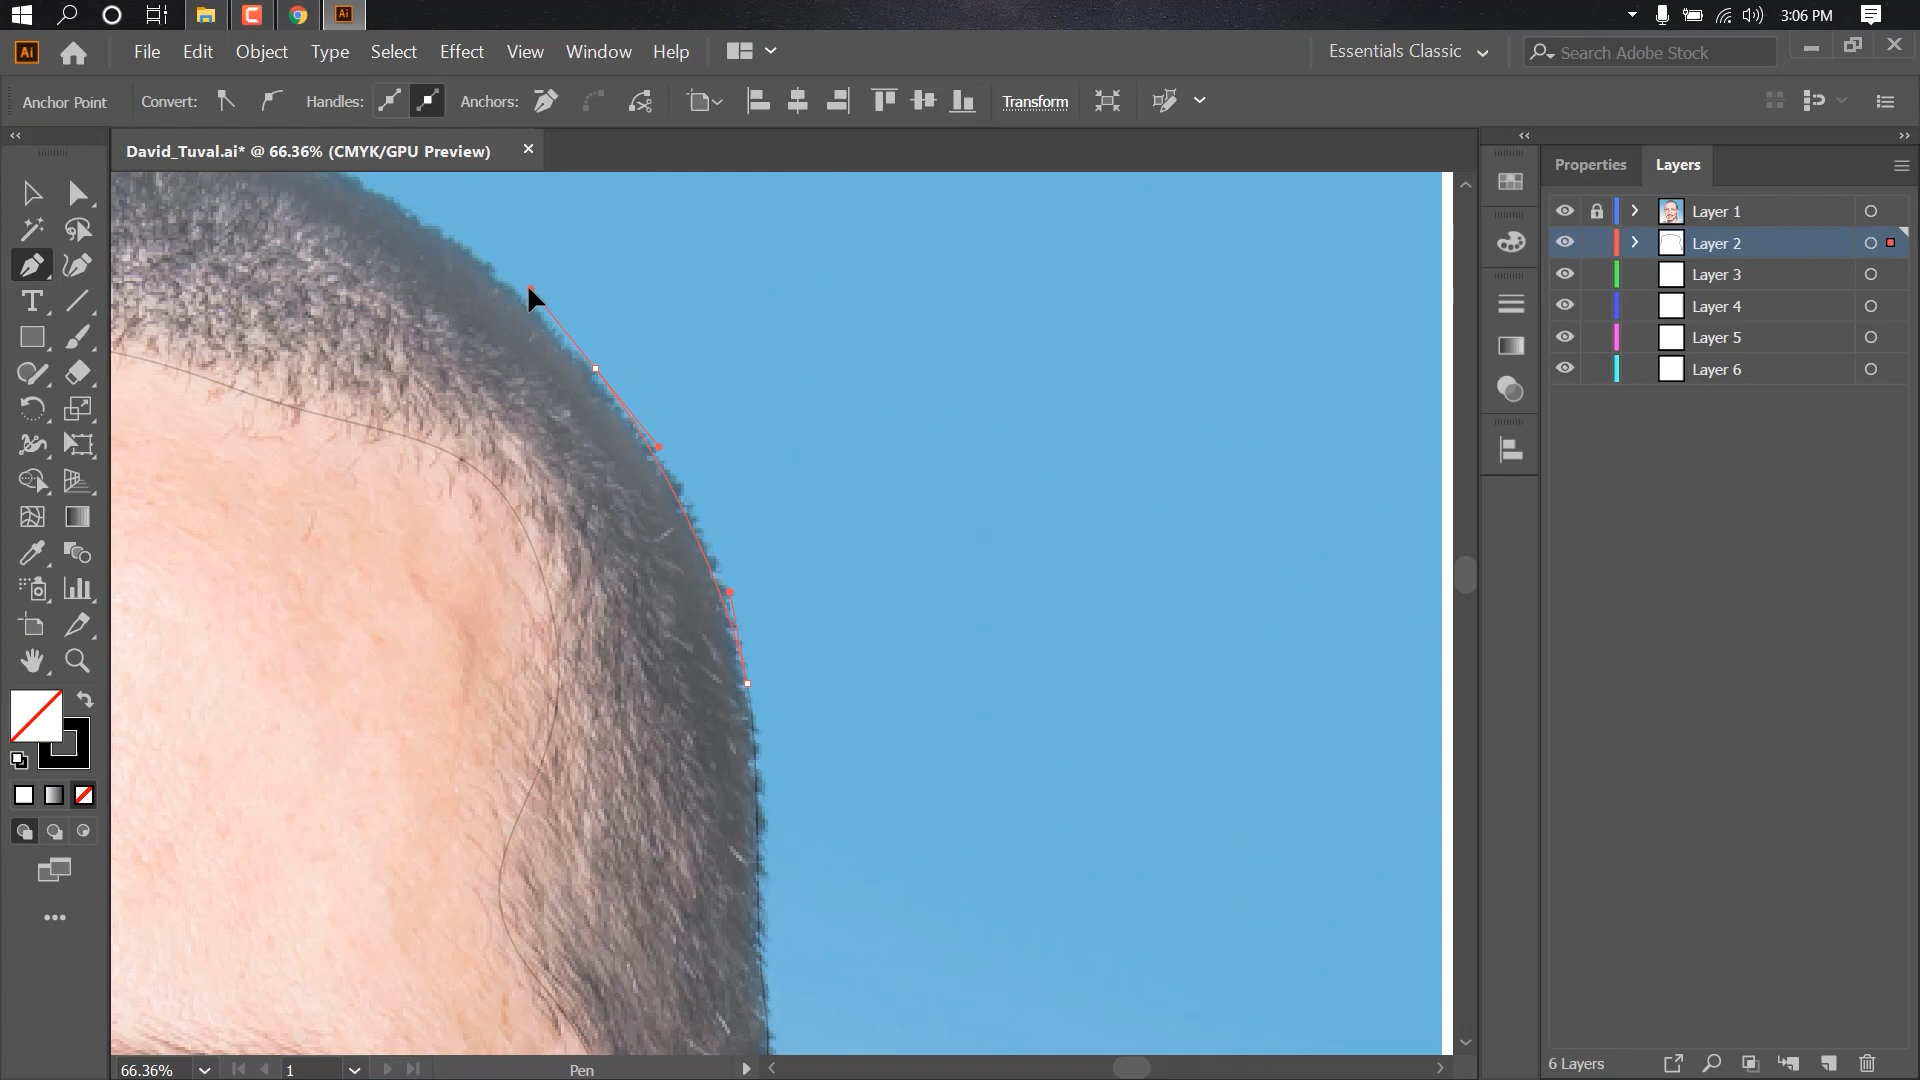 3:06 PM
Ai
File Edit Object Type Select Effect View Window Help
Essentials Classic
Search Adobe Stock
Anchor Point
Convert:
Handles:
Anchors:
Transform
David_Tuval.ai* @ 66.36% (CMYK/GPU Preview)
Properties
Layers
Layer 1
Layer 2
Layer 3
Layer 4
Layer 5
Layer 6
66.36%
1
Pen
6 Layers